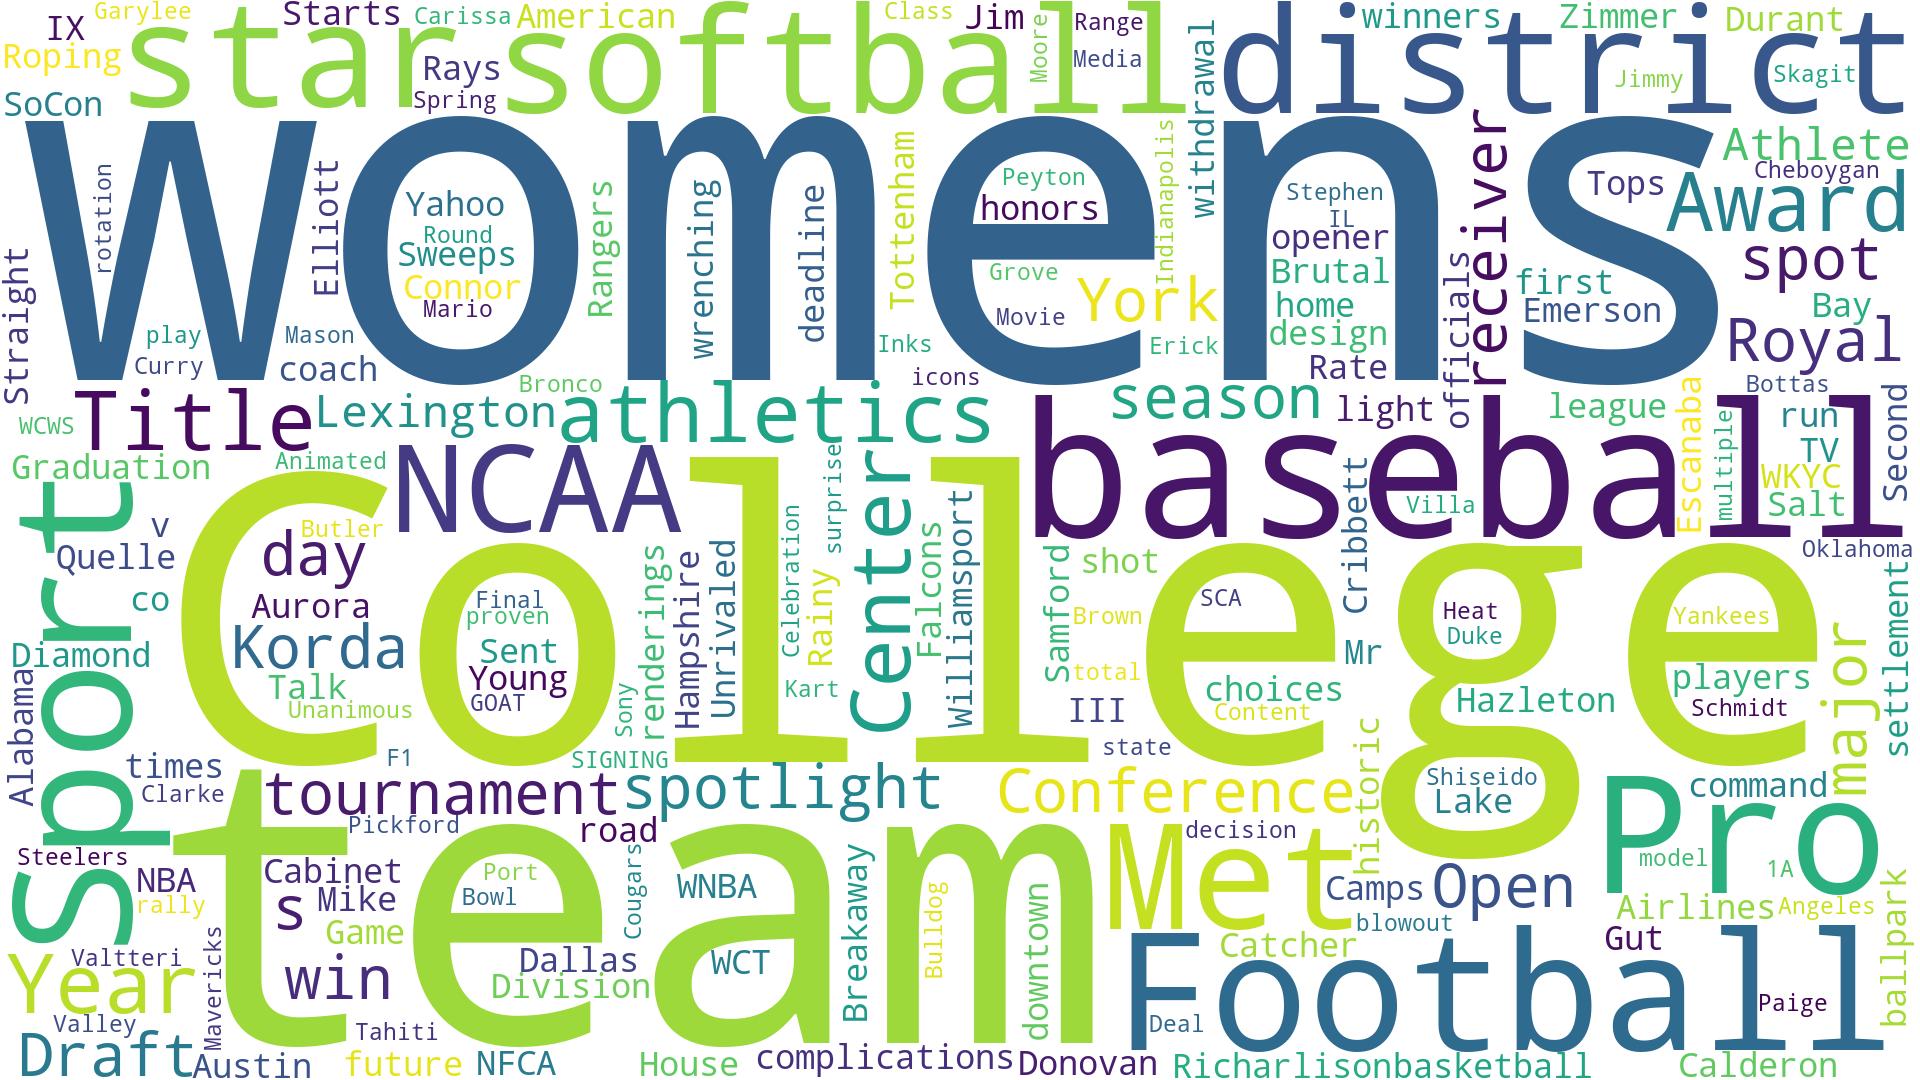 Garylee
Starts
Carissa
American
Class
Jim
Range
winners
Zimmer
Durant
IX
star
softball
Moore
withdrawal
district
Roping
Rays
Media
Jimmy
Skagit
SoCon
Spring
womens
rotation
Elliott
Yahoo
Round
Sweeps
Connor
Mario
Rangers
wrenching
deadline
Tottenham
Peyton
honors
Indianapolis
Stephen
IL
opener
Brutal
home
design
Rate
receiver
officials
Tops
Athlete
Cheboygan
Award
spot
first
Emerson
Bay
Royal
Straight
play
Mason
Curry
coach
Grove
Movie
York
Inks
Erick
icons
Bronco
Title
Lexington
athletics
season
light
league
Bottas
run
TV
Second
WCWS
Graduation
Animated
NCAA
baseball
Escanaba
multiple
WKYC
Salt
Villa
Cribbett
Sport
v
Quelle
co
College
Butler
day
Aurora
Korda
Talk
Unanimous
Final
proven
Sent
Young
GOAT
Sony
renderings
Hampshire
Unrivaled
Celebration
surprise
Rainy
Kart
Center
Falcons
Williamsport
Samford
shot
Brown
total
III
state
SCA
choices
Content
Mr
Heat
Duke
Hazleton
Yankees
players
Schmidt
Oklahoma
settlement
major
Diamond
Alabama
times
Clarke
F1
SIGNING
tournament
spotlight
Conference
historic
Shiseido
Lake
command
Pro
Pickford
road
decision
model
1A
Steelers
NBA
rally
team
Cabinet
s
Mike
Game
win
Port
Bowl
Cougars
WNBA
Dallas
Division
WCT
Breakaway
Bulldog
downtown
Met
Camps
Open
blowout
Airlines
Angeles
Catcher
Gut
ballpark
Football
Valtteri
Year
Mavericks
Valley
Tahiti
Deal
Paige
Draft
Austin
future
NFCA
House
complications
Donovan
Richarlison
basketball
Calderon